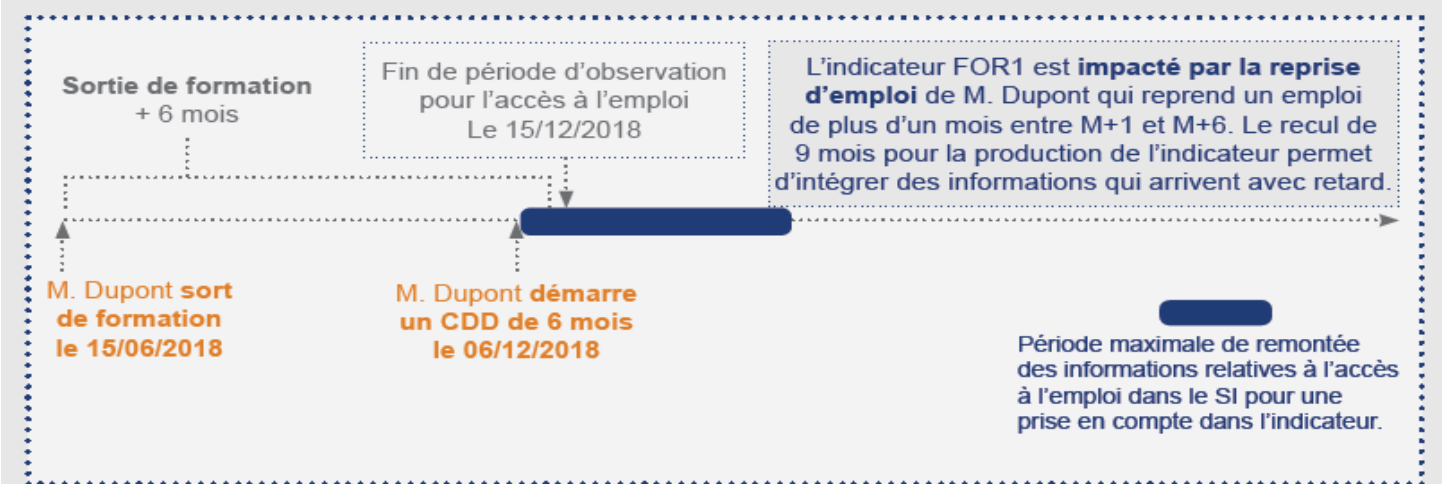 Sortie de formation
+ 6 mois
Fin de période d’observation
pour l’accès à l’emploi
Le 15/12/2018
L’indicateur FOR1 est impacté par la reprise
d’emploi de M. Dupont qui reprend un emploi
de plus d’un mois entre M+1 et M+6. Le recul de
9 mois pour la production de l’indicateur permet
d’intégrer des informations qui arrivent avec retard.
M. Dupont sort
de formation
le 15/06/2018
M. Dupont démarre
un CDD de 6 mois
le 06/12/2018
Période maximale de remontée
des informations relatives à l’accès
à l’emploi dans le SI pour une
prise en compte dans l’indicateur.